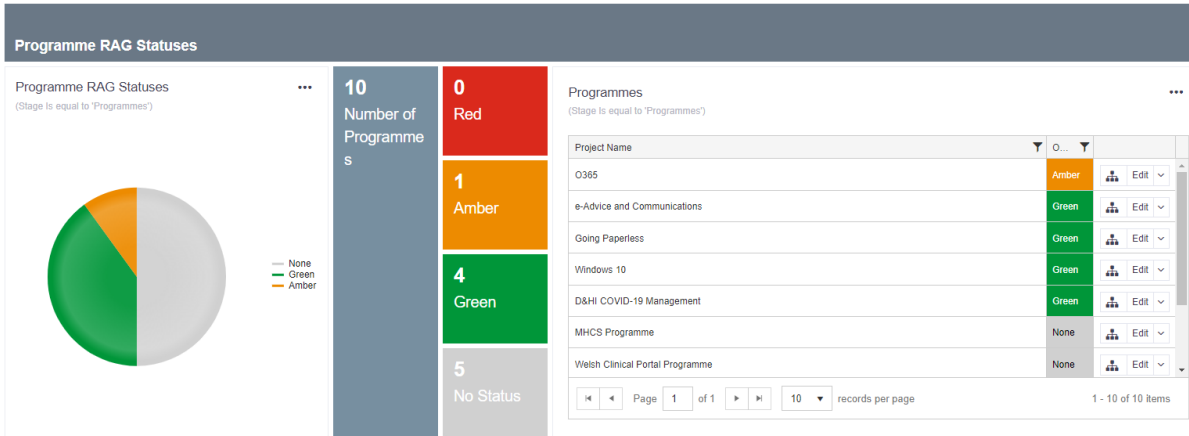 Programme RAG Statuses
Programme RAG Statuses
(Stage Is equal to 'Programmes')
None
Green
Amber
10
Number of
Programme
s
0
Red
1
Amber
4
Green
5
No Status
Programmes
(Stage Is equal to 'Programmes')
Project Name O...
O365 Amber Edit
e-Advice and Communications Green Edit
Going Paperless Green Edit
Windows 10 Green Edit
D&HI COVID-19 Management Green Edit
MHCS Programme None Edit
Welsh Clinical Portal Programme None Edit
Page 1 of 1 10 records per page 1 - 10 of 10 items